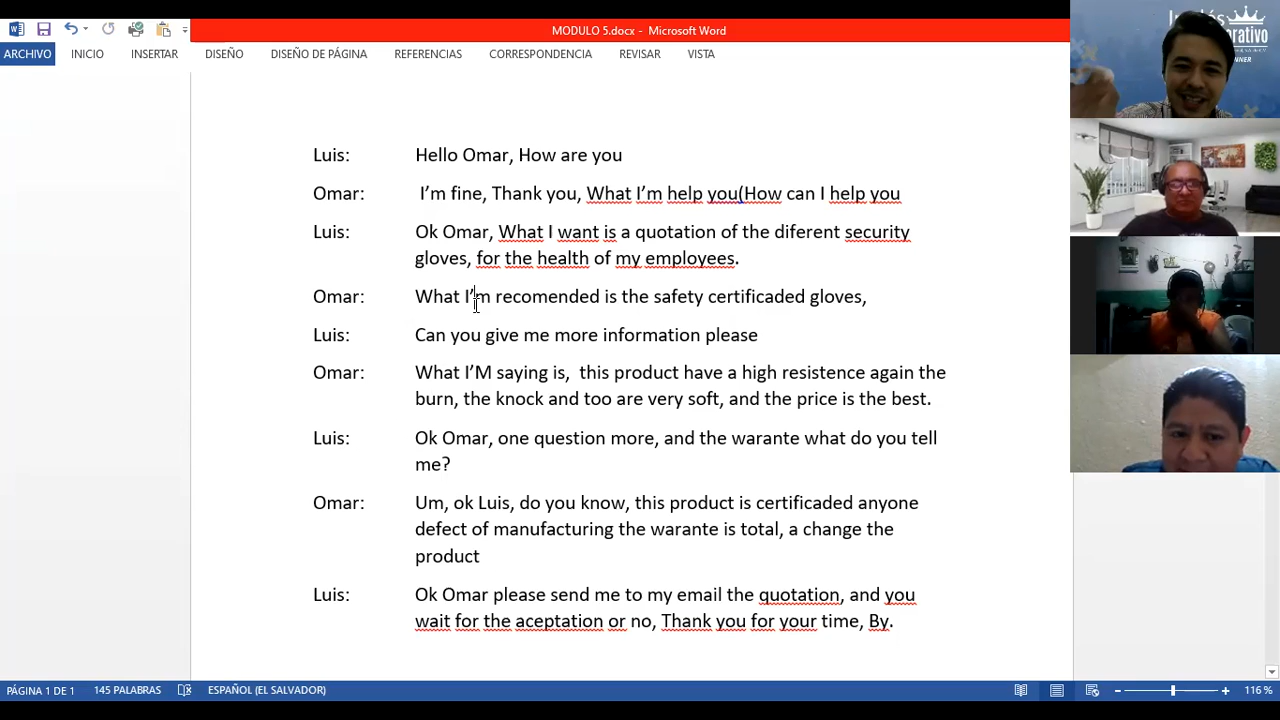 MODULO 5.docx - Microsoft Word
ARCHIVO INICIO INSERTAR DISEÑO DISEÑO DE PÁGINA REFERENCIAS CORRESPONDENCIA REVISAR VISTA
Luis: Hello Omar, How are you
Omar: I’m fine, Thank you, What I’m help you(How can I help you
Luis: Ok Omar, What I want is a quotation of the diferent security
gloves, for the health of my employees.
Omar: What I’m recomended is the safety certificaded gloves,
Luis: Can you give me more information please
Omar: What I’M saying is, this product have a high resistence again the
burn, the knock and too are very soft, and the price is the best.
Luis: Ok Omar, one question more, and the warante what do you tell
me?
Omar: Um, ok Luis, do you know, this product is certificaded anyone
defect of manufacturing the warante is total, a change the
product
Luis: Ok Omar please send me to my email the quotation, and you
wait for the aceptation or no, Thank you for your time, By.
PÁGINA 1 DE 1 145 PALABRAS ESPAÑOL (EL SALVADOR) 116 %